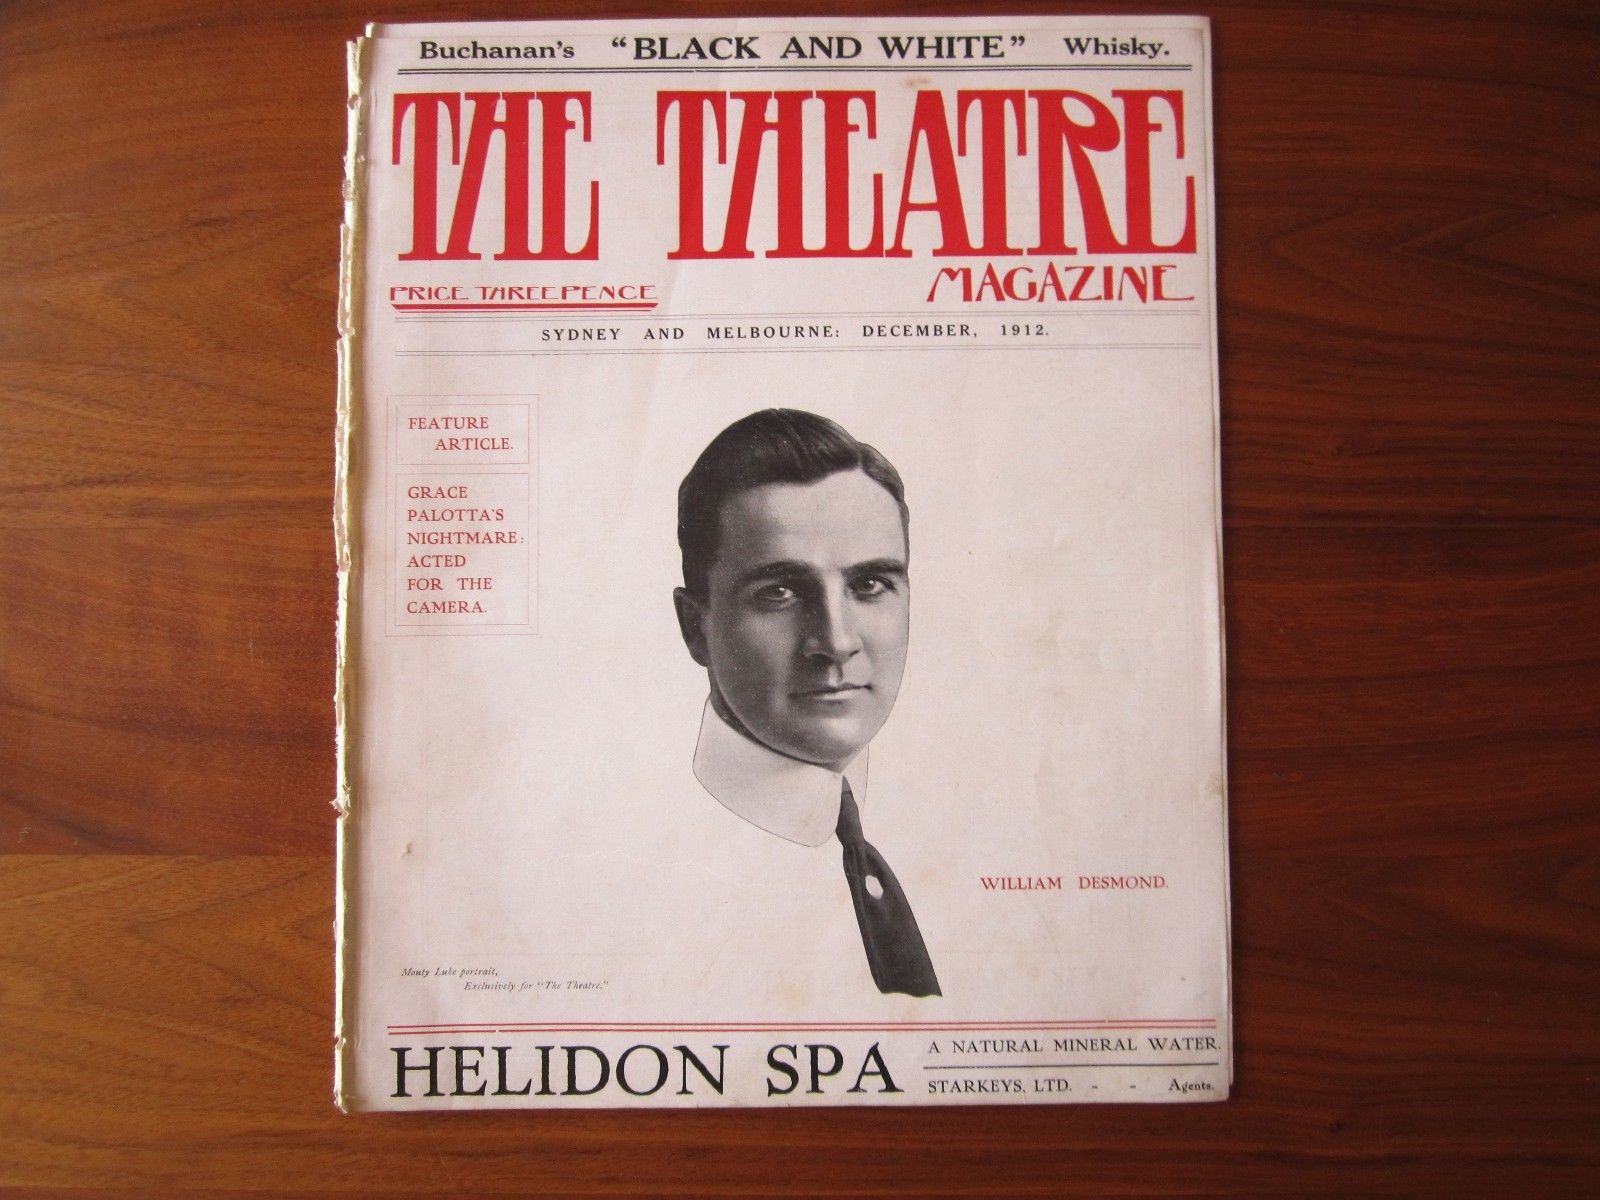 Buchanan's "BLACK AND WHITE" Whisky.
THE THEATRE
MAGAZINE
PRICE THREEPENCE
SYDNEY AND MELBOURNE: DECEMBER, 1912.
FEATURE
ARTICLE.
GRACE
PALOTTA'S
NIGHTMARE:
ACTED
FOR THE
CAMERA.
WILLIAM DESMOND.
Monty Luke portrait,
Exclusively for "The Theatre."
HELIDON SPA
A NATURAL MINERAL WATER.
STARKEYS, LTD. - - Agents.